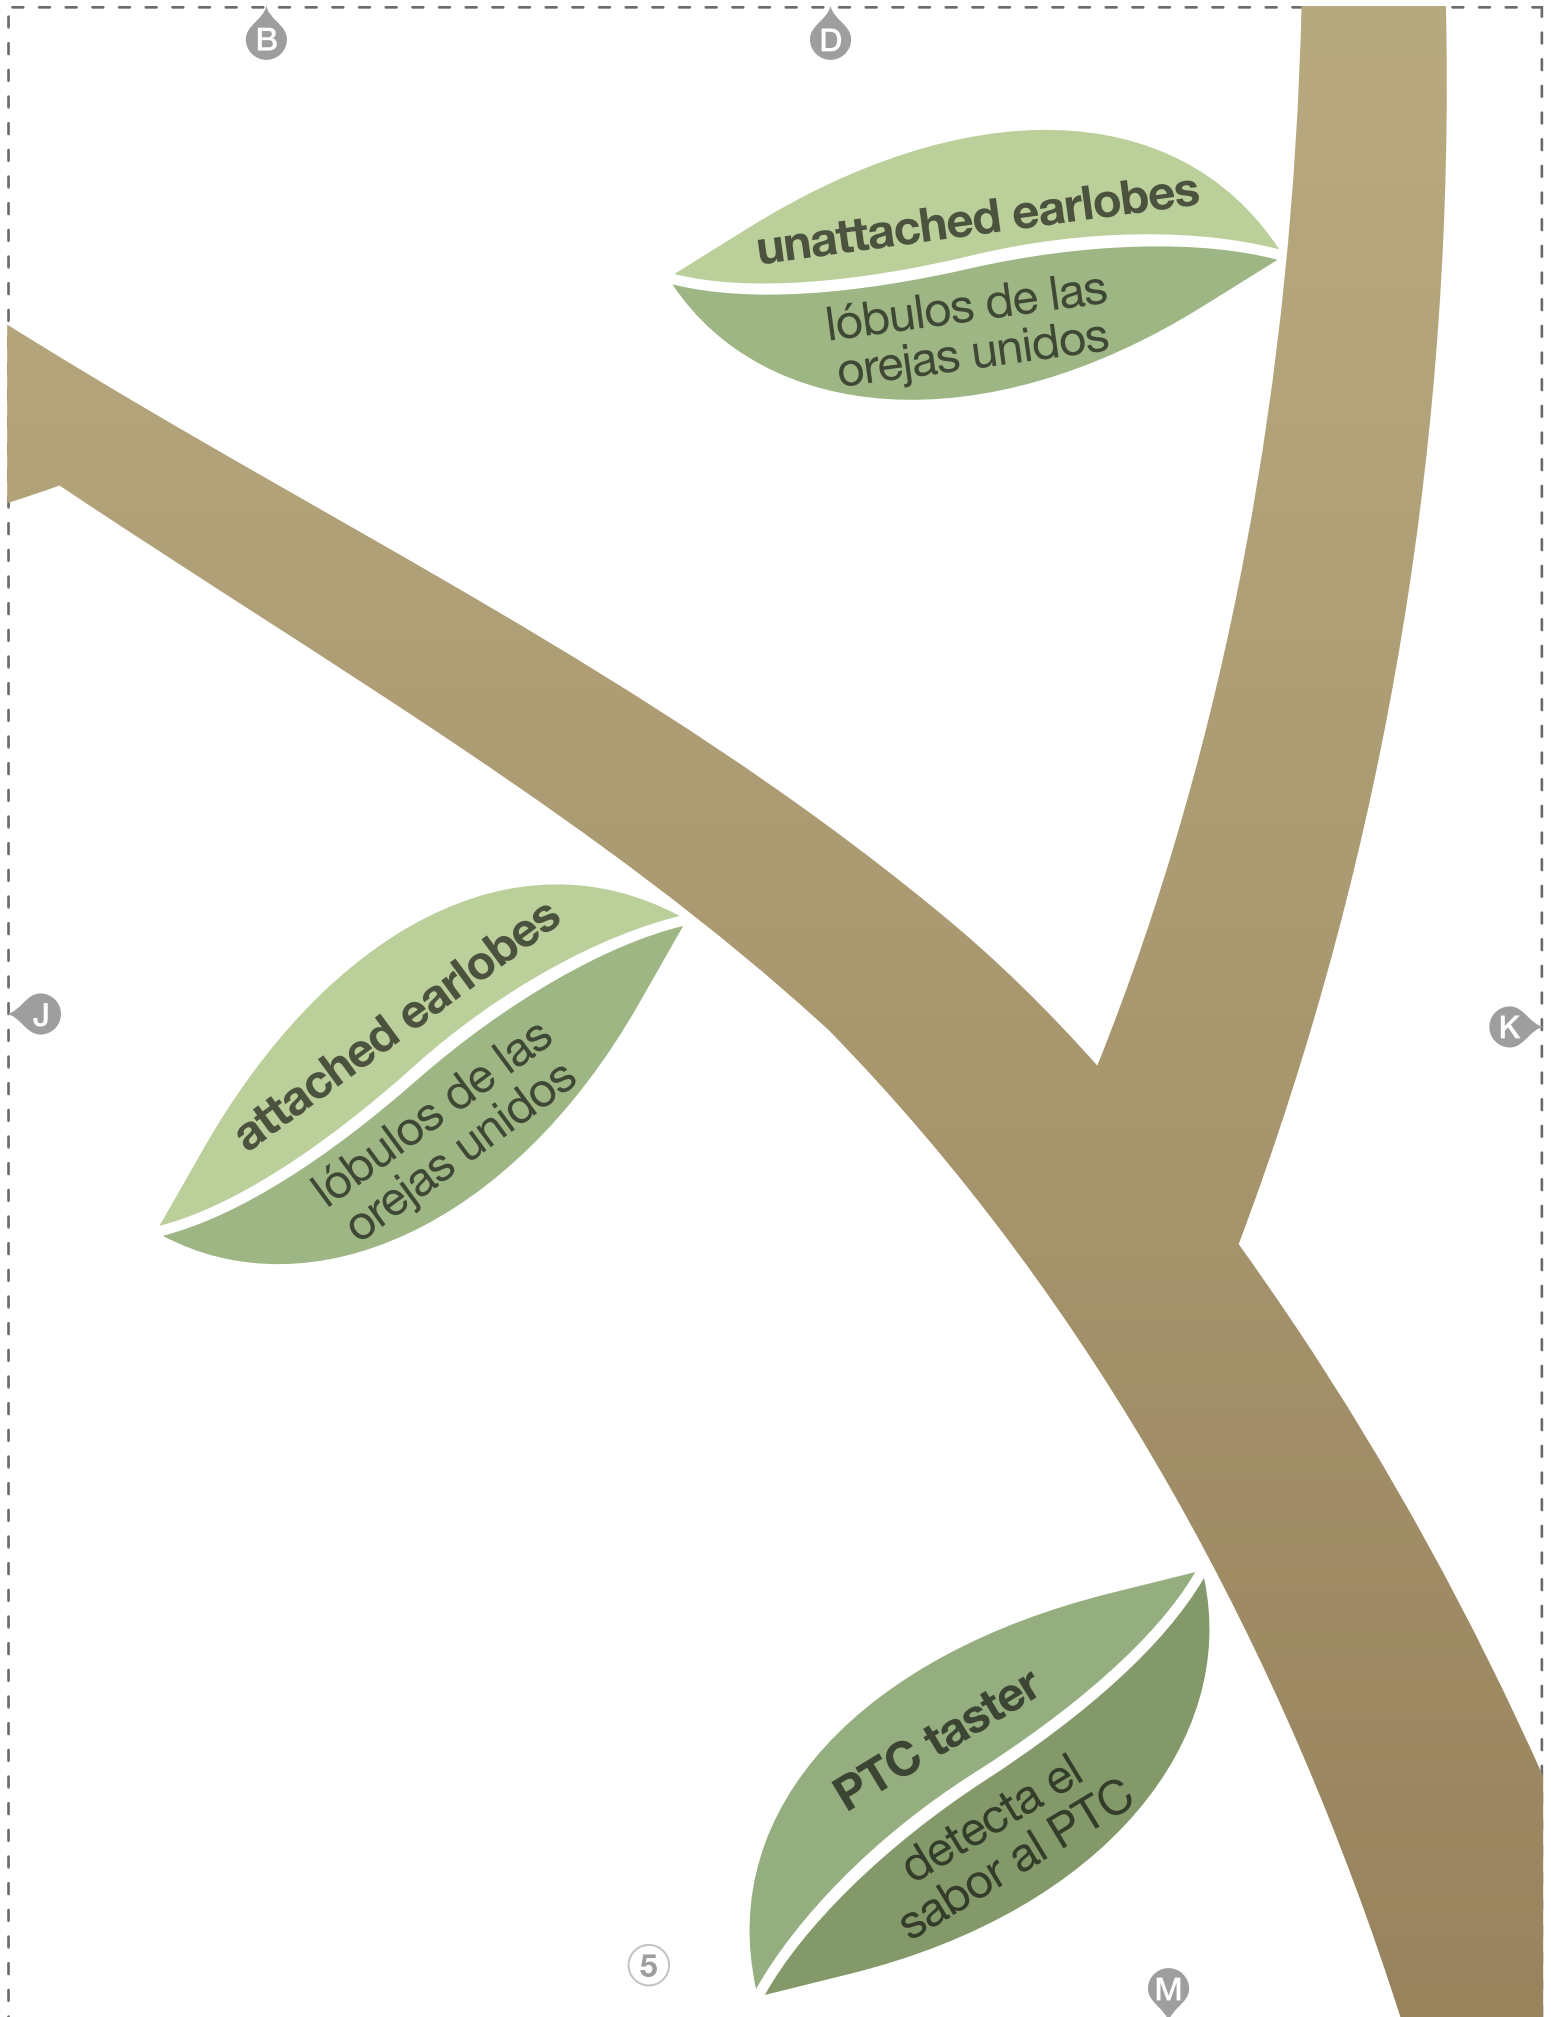 B
D
unattached earlobes
lóbulos de las
orejas unidos
attached earlobes
lóbulos de las
orejas unidos
J
K
PTC taster
detecta el
sabor al PTC
5
M